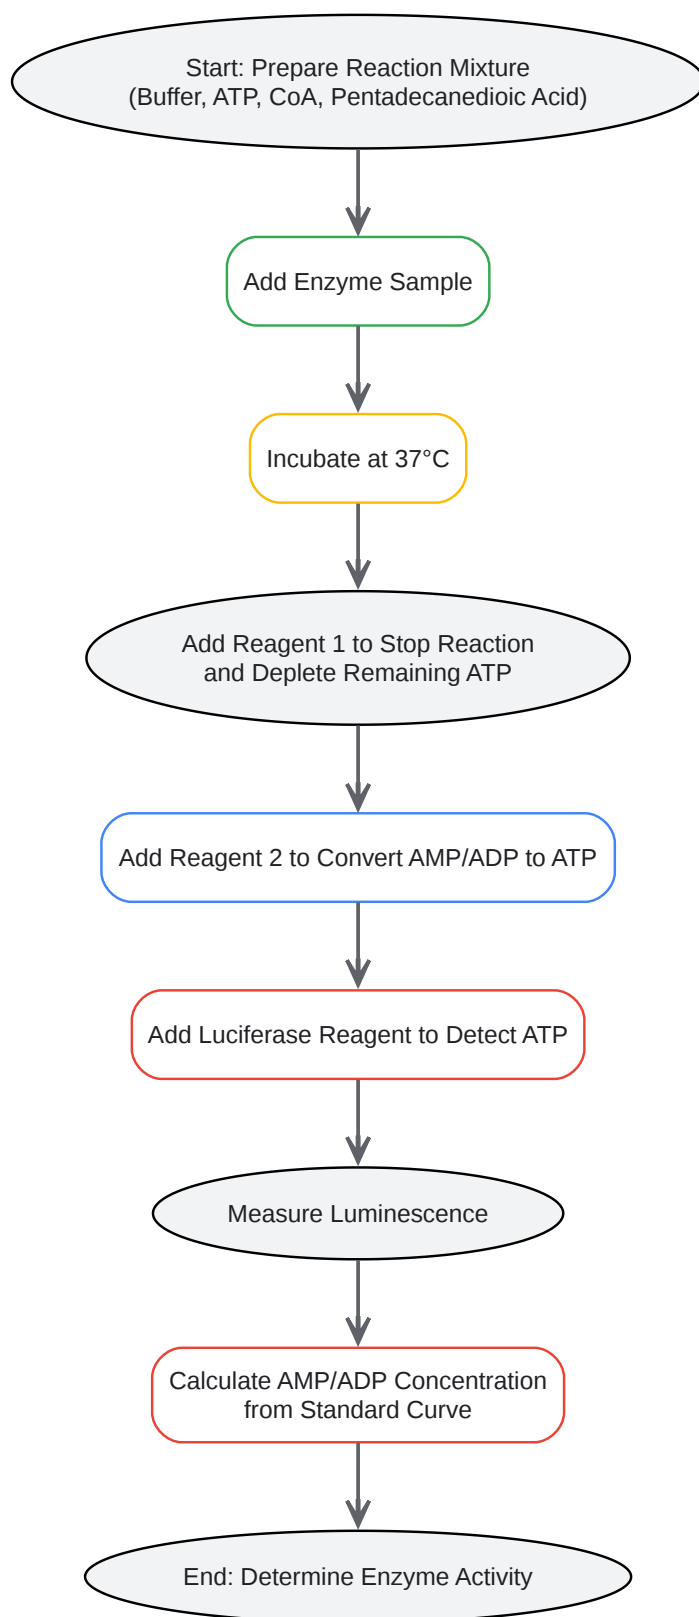 Start: Prepare Reaction Mixture
(Buffer, ATP, CoA, Pentadecanedioic Acid)
Add Enzyme Sample
Incubate at 37°C
Add Reagent 1 to Stop Reaction
and Deplete Remaining ATP
Add Reagent 2 to Convert AMP/ADP to ATP
Add Luciferase Reagent to Detect ATP
Measure Luminescence
Calculate AMP/ADP Concentration
from Standard Curve
End: Determine Enzyme Activity